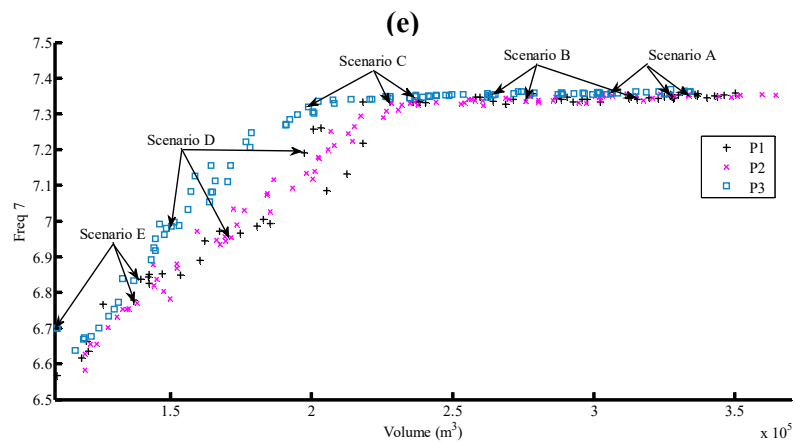 (e)
7.5
7.4
7.3
7.2
7.1
7
6.9
6.8
6.7
6.6
6.5
Freq 7
Scenario C
Scenario B
Scenario A
Scenario D
Scenario E
P1
P2
P3
1.5
2
2.5
3
3.5
Volume (m³)
x 10⁵